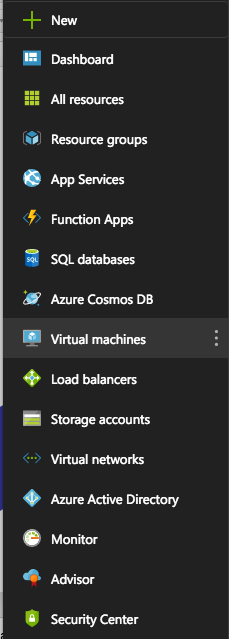 New
Dashboard
All resources
Resource groups
App Services
Function Apps
SQL databases
Azure Cosmos DB
Virtual machines
Load balancers
Storage accounts
Virtual networks
Azure Active Directory
Monitor
Advisor
Security Center